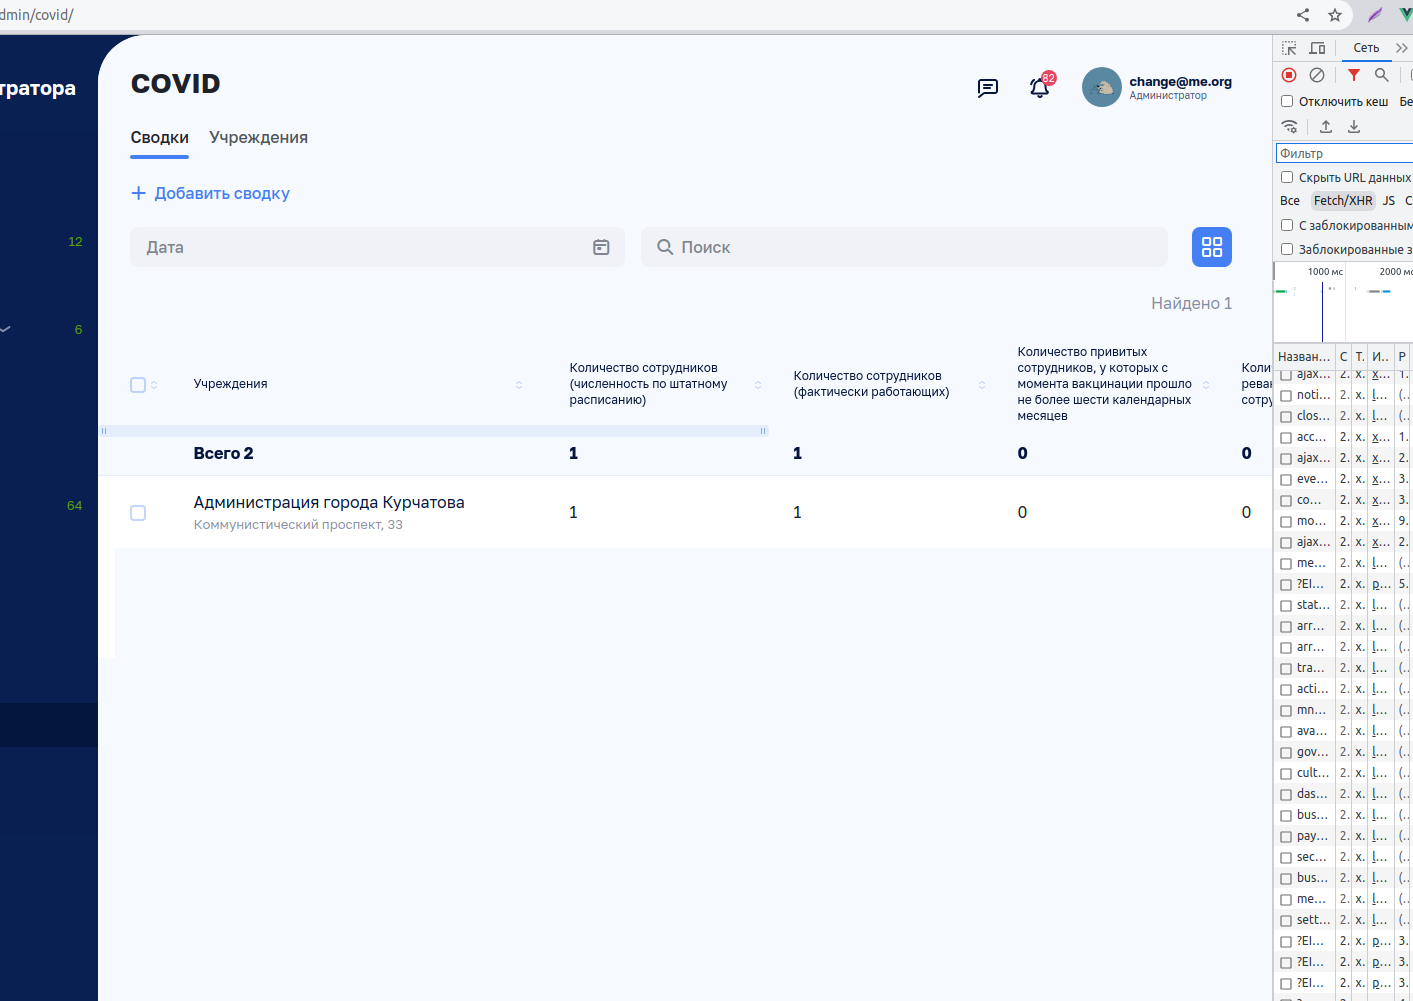 dmin/covid/
тратора
COVID
82
change@me.org
Администратор
Сводки
Учреждения
Добавить сводку
12
6
64
Дата
Поиск
Найдено 1
Учреждения
Количество сотрудников
(численность по штатному
расписанию)
Количество сотрудников
(фактически работающих)
Количество привитых
сотрудников, у которых с
момента вакцинации прошло
не более шести календарных
месяцев
Коли
рева
сотру
Всего 2
1
1
0
0
Администрация города Курчатова
Коммунистический проспект, 33
1
1
0
0
Сеть
Отключить кеш Бе
Фильтр
Скрыть URL данных
Все Fetch/XHR JS С
С заблокированным
Заблокированные з
1000 мс 2000 мс
Назван... С Т. И.. Р
ajax... 2. x. x... 1.
noti... 2. x. l... (..
clos... 2. x. l... (..
acc... 2. x. x... 1.
ajax... 2. x. x... 2.
eve... 2. x. x... 3.
co... 2. x. x... 3.
mo... 2. x. x... 9.
ajax... 2. x. x... 2.
me... 2. x. l... (..
?EI... 2. x. p... 5.
stat... 2. x. l... (..
arr... 2. x. l... (..
arr... 2. x. l... (..
tra... 2. x. l... (..
acti... 2. x. l... (..
mn... 2. x. l... (..
ava... 2. x. l... (..
gov... 2. x. l... (..
cult... 2. x. l... (..
das... 2. x. l... (..
bus... 2. x. l... (..
pay... 2. x. l... (..
sec... 2. x. l... (..
bus... 2. x. l... (..
me... 2. x. l... (..
sett... 2. x. l... (..
?EI... 2. x. p... 3.
?EI... 2. x. p... 3.
?EI... 2. x. p... 3.